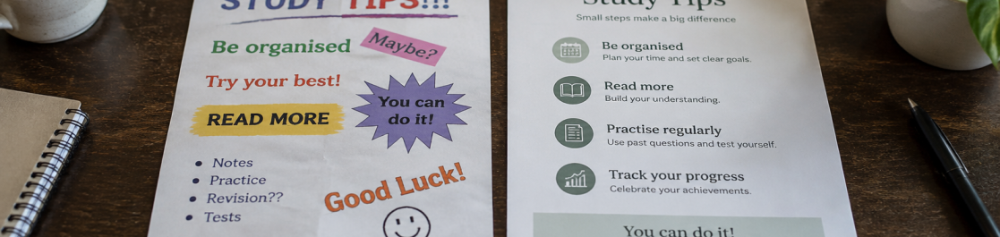 STUDY TIPS!!!
Be organised
Maybe?
Try your best!
You can
do it!
READ MORE
Notes
Practice
Revision??
Tests
Good Luck!
Study Tips
Small steps make a big difference
Be organised
Plan your time and set clear goals.
Read more
Build your understanding.
Practise regularly
Use past questions and test yourself.
Track your progress
Celebrate your achievements.
You can do it!